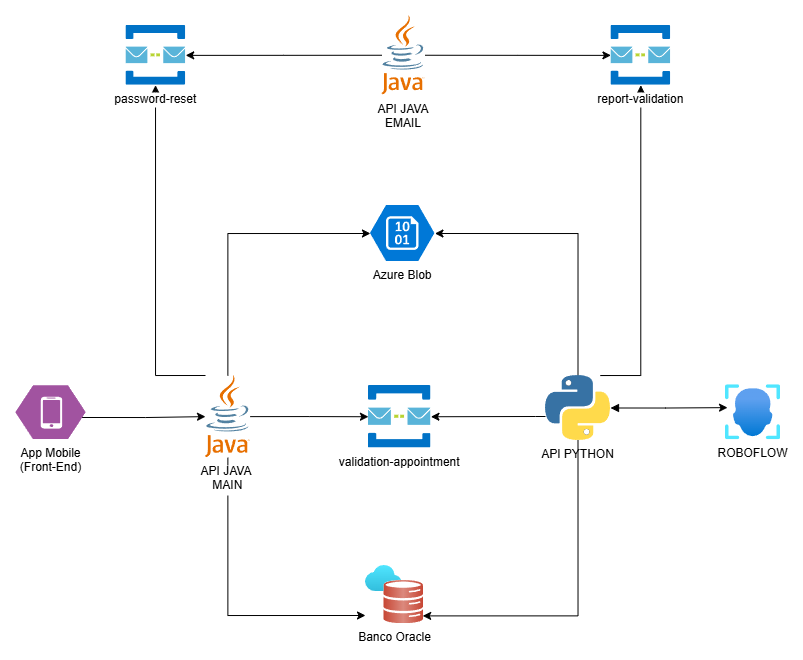 Java
password-reset
report-validation
API JAVA
EMAIL
10
01
Azure Blob
App Mobile
(Front-End)
Java
API JAVA
MAIN
validation-appointment
API PYTHON
ROBOFLOW
Banco Oracle